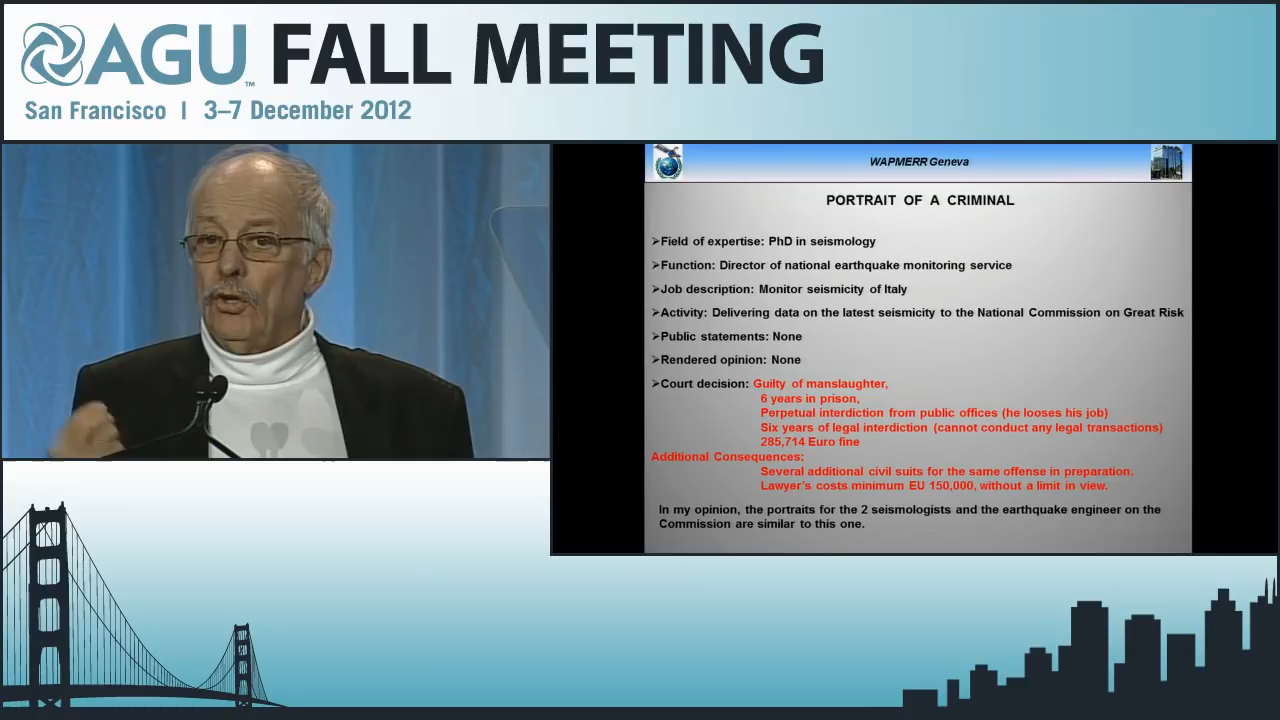 AGU™ FALL MEETING
San Francisco | 3–7 December 2012
WAPMERR Geneva
PORTRAIT OF A CRIMINAL
➢Field of expertise: PhD in seismology
➢Function: Director of national earthquake monitoring service
➢Job description: Monitor seismicity of Italy
➢Activity: Delivering data on the latest seismicity to the National Commission on Great Risk
➢Public statements: None
➢Rendered opinion: None
➢Court decision: Guilty of manslaughter,
6 years in prison,
Perpetual interdiction from public offices (he looses his job)
Six years of legal interdiction (cannot conduct any legal transactions)
285,714 Euro fine
Additional Consequences:
Several additional civil suits for the same offense in preparation.
Lawyer's costs minimum EU 150,000, without a limit in view.
In my opinion, the portraits for the 2 seismologists and the earthquake engineer on the
Commission are similar to this one.